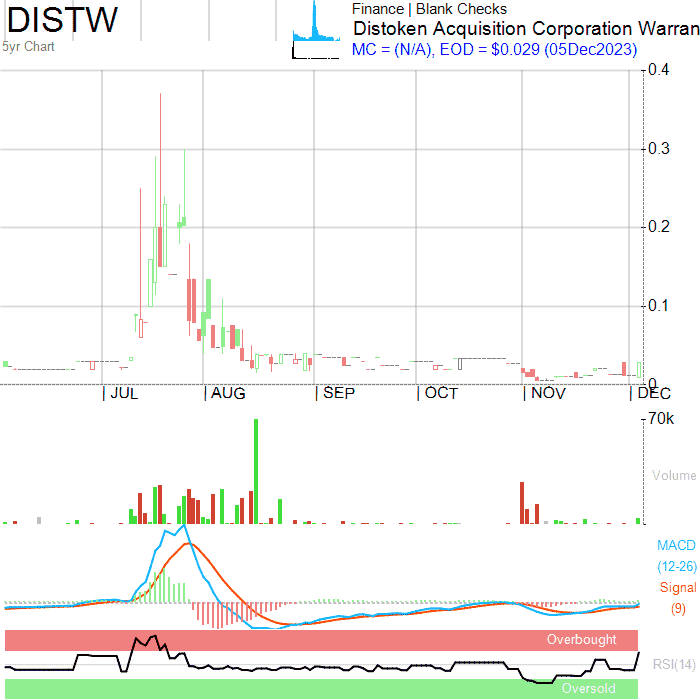 DISTW
5yr Chart
Finance | Blank Checks
Distoken Acquisition Corporation Warran
MC = (N/A), EOD = $0.029 (05Dec2023)
0.4
0.3
0.2
0.1
0
JUL AUG SEP OCT NOV DEC
70k
Volume
MACD
(12-26)
Signal
(9)
Overbought
RSI(14)
Oversold